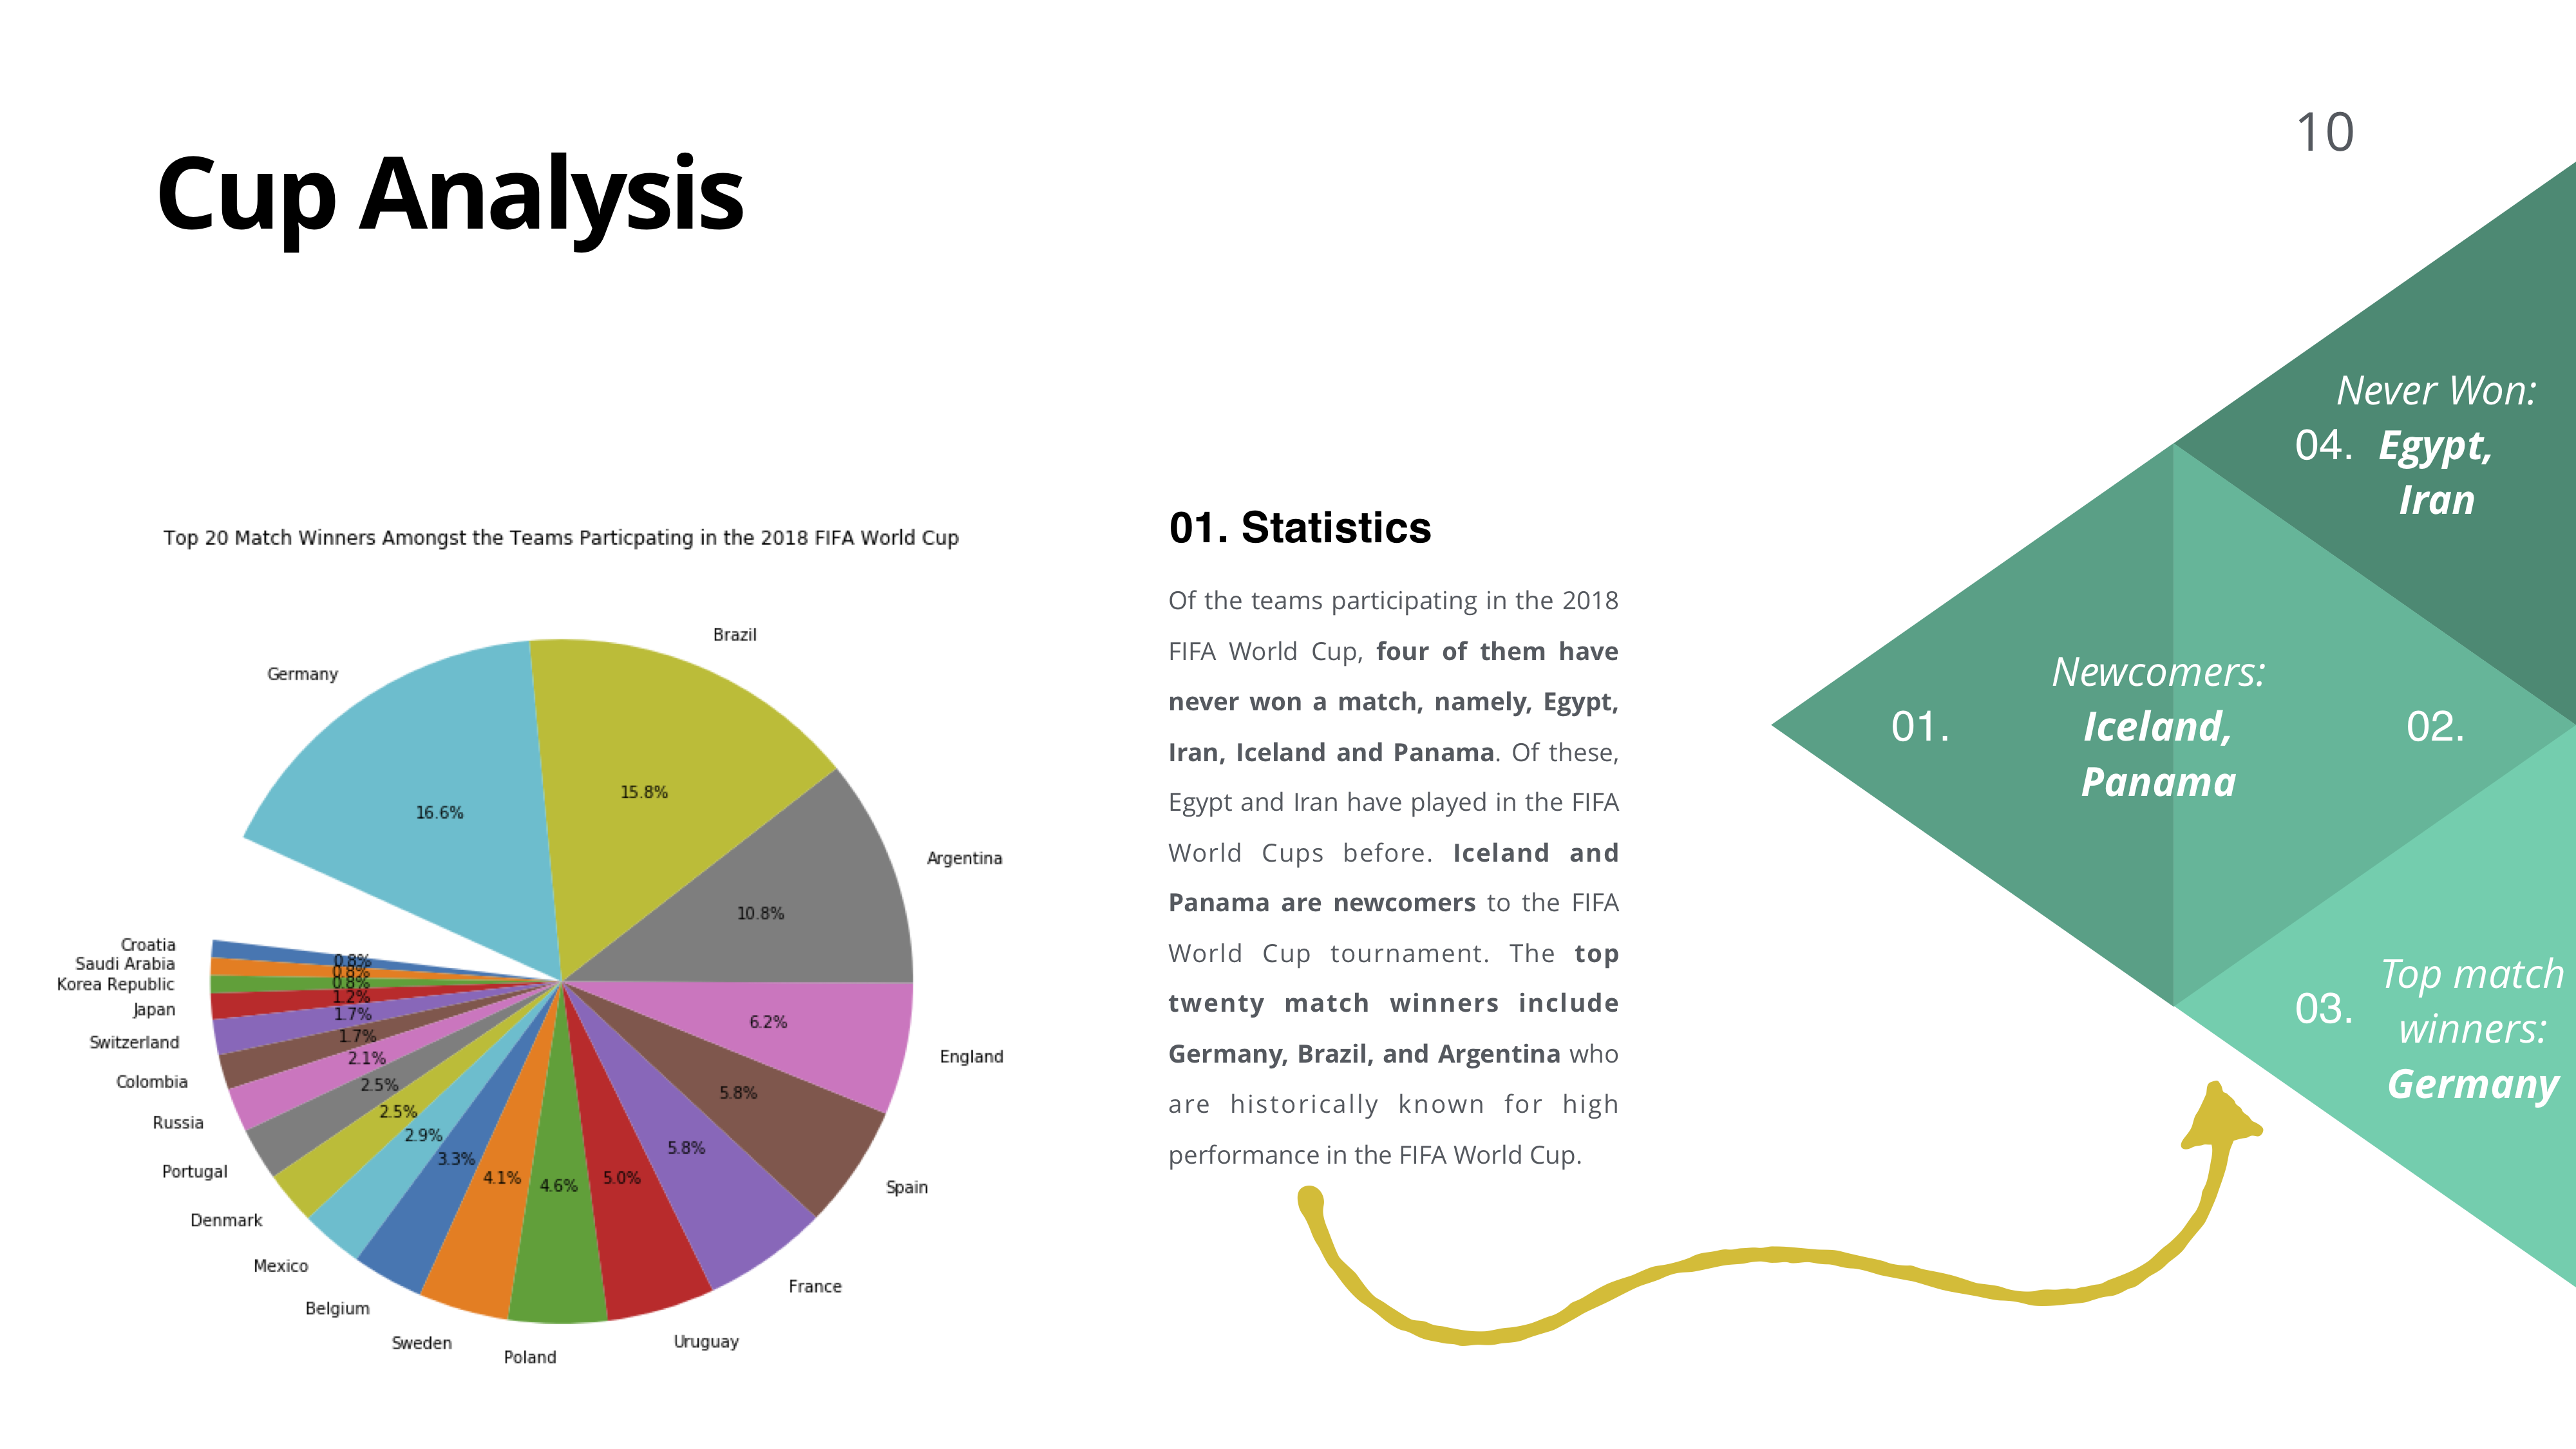 10
Cup Analysis
Top 20 Match Winners Amongst the Teams Particpating in the 2018 FIFA World Cup
Brazil
Germany
15.8%
16.6%
Argentina
10.8%
Croatia
0.8%
Saudi Arabia
0.8%
Korea Republic
0.8%
Japan
1.2%
Switzerland
1.7%
Colombia
1.7%
Russia
2.1%
Portugal
2.5%
Denmark
2.5%
Mexico
2.9%
Belgium
3.3%
Sweden
4.1%
Poland
4.6%
Uruguay
5.0%
France
5.8%
Spain
5.8%
England
6.2%
01. Statistics
Of the teams participating in the 2018
FIFA World Cup, four of them have
never won a match, namely, Egypt,
Iran, Iceland and Panama. Of these,
Egypt and Iran have played in the FIFA
World Cups before. Iceland and
Panama are newcomers to the FIFA
World Cup tournament. The top
twenty match winners include
Germany, Brazil, and Argentina who
are historically known for high
performance in the FIFA World Cup.
Never Won:
04. Egypt,
Iran
Newcomers:
01. Iceland, 02.
Panama
Top match
03. winners:
Germany